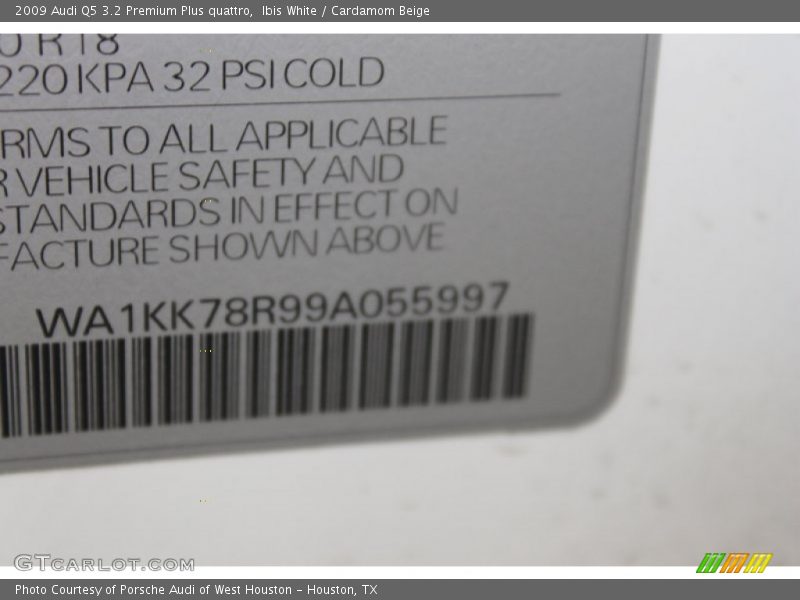 2009 Audi Q5 3.2 Premium Plus quattro, Ibis White / Cardamom Beige
R18
220 KPA 32 PSI COLD
RMS TO ALL APPLICABLE
R VEHICLE SAFETY AND
STANDARDS IN EFFECT ON
FACTURE SHOWN ABOVE
WA1KK78R99A055997
GTCARLOT.COM
Photo Courtesy of Porsche Audi of West Houston - Houston, TX